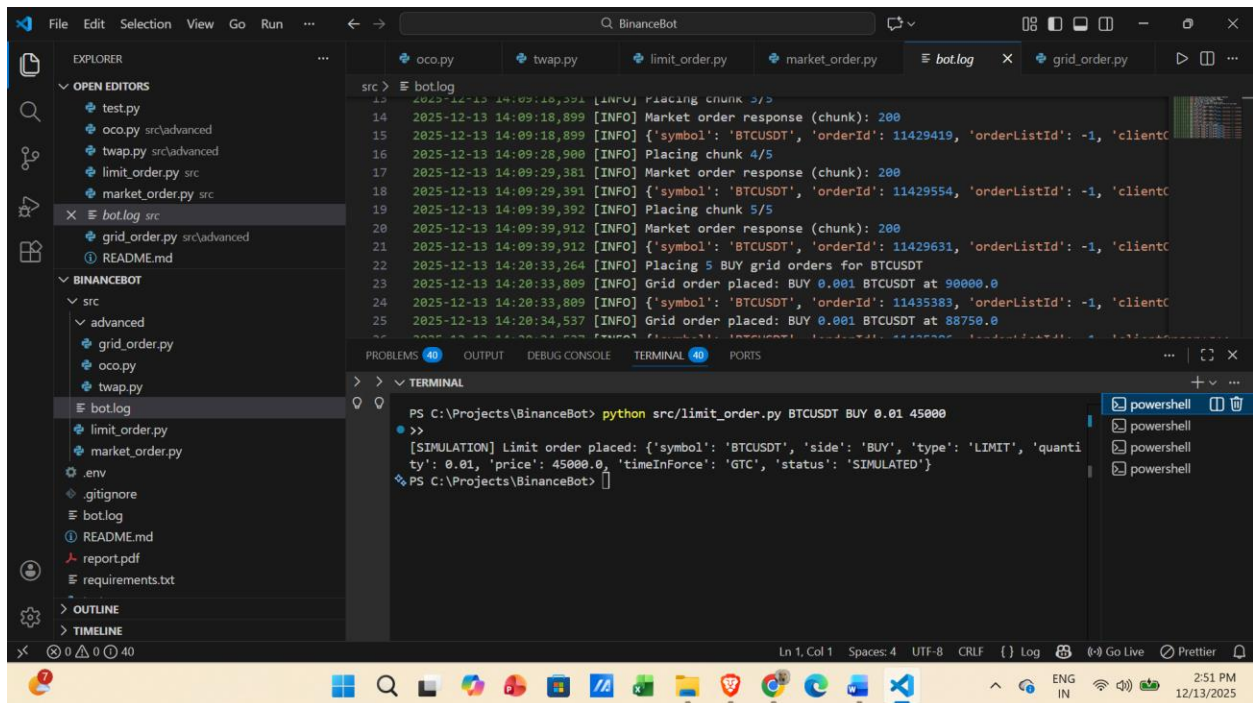 File Edit Selection View Go Run ··· BinanceBot
EXPLORER ···
OPEN EDITORS
test.py
oco.py src\advanced
twap.py src\advanced
limit_order.py src
market_order.py src
bot.log src
grid_order.py src\advanced
README.md
BINANCEBOT
src
advanced
grid_order.py
oco.py
twap.py
bot.log
limit_order.py
market_order.py
.env
.gitignore
bot.log
README.md
report.pdf
requirements.txt
OUTLINE
TIMELINE
oco.py twap.py limit_order.py market_order.py bot.log grid_order.py ···
src > bot.log
13 2025-12-13 14:09:18,391 [INFO] Placing chunk 3/5
14 2025-12-13 14:09:18,899 [INFO] Market order response (chunk): 200
15 2025-12-13 14:09:18,899 [INFO] {'symbol': 'BTCUSDT', 'orderId': 11429419, 'orderListId': -1, 'clientO
16 2025-12-13 14:09:28,900 [INFO] Placing chunk 4/5
17 2025-12-13 14:09:29,381 [INFO] Market order response (chunk): 200
18 2025-12-13 14:09:29,391 [INFO] {'symbol': 'BTCUSDT', 'orderId': 11429554, 'orderListId': -1, 'clientO
19 2025-12-13 14:09:39,392 [INFO] Placing chunk 5/5
20 2025-12-13 14:09:39,912 [INFO] Market order response (chunk): 200
21 2025-12-13 14:09:39,912 [INFO] {'symbol': 'BTCUSDT', 'orderId': 11429631, 'orderListId': -1, 'clientO
22 2025-12-13 14:20:33,264 [INFO] Placing 5 BUY grid orders for BTCUSDT
23 2025-12-13 14:20:33,809 [INFO] Grid order placed: BUY 0.001 BTCUSDT at 90000.0
24 2025-12-13 14:20:33,809 [INFO] {'symbol': 'BTCUSDT', 'orderId': 11435383, 'orderListId': -1, 'clientO
25 2025-12-13 14:20:34,537 [INFO] Grid order placed: BUY 0.001 BTCUSDT at 88750.0
PROBLEMS 40 OUTPUT DEBUG CONSOLE TERMINAL 40 PORTS ···
TERMINAL ···
PS C:\Projects\BinanceBot> python src/limit_order.py BTCUSDT BUY 0.01 45000
>>
[SIMULATION] Limit order placed: {'symbol': 'BTCUSDT', 'side': 'BUY', 'type': 'LIMIT', 'quanti
ty': 0.01, 'price': 45000.0, 'timeInForce': 'GTC', 'status': 'SIMULATED'}
PS C:\Projects\BinanceBot>
powershell
powershell
powershell
powershell
0 0 40 Ln 1, Col 1 Spaces: 4 UTF-8 CRLF {} Log Go Live Prettier
7 ENG
IN
2:51 PM
12/13/2025